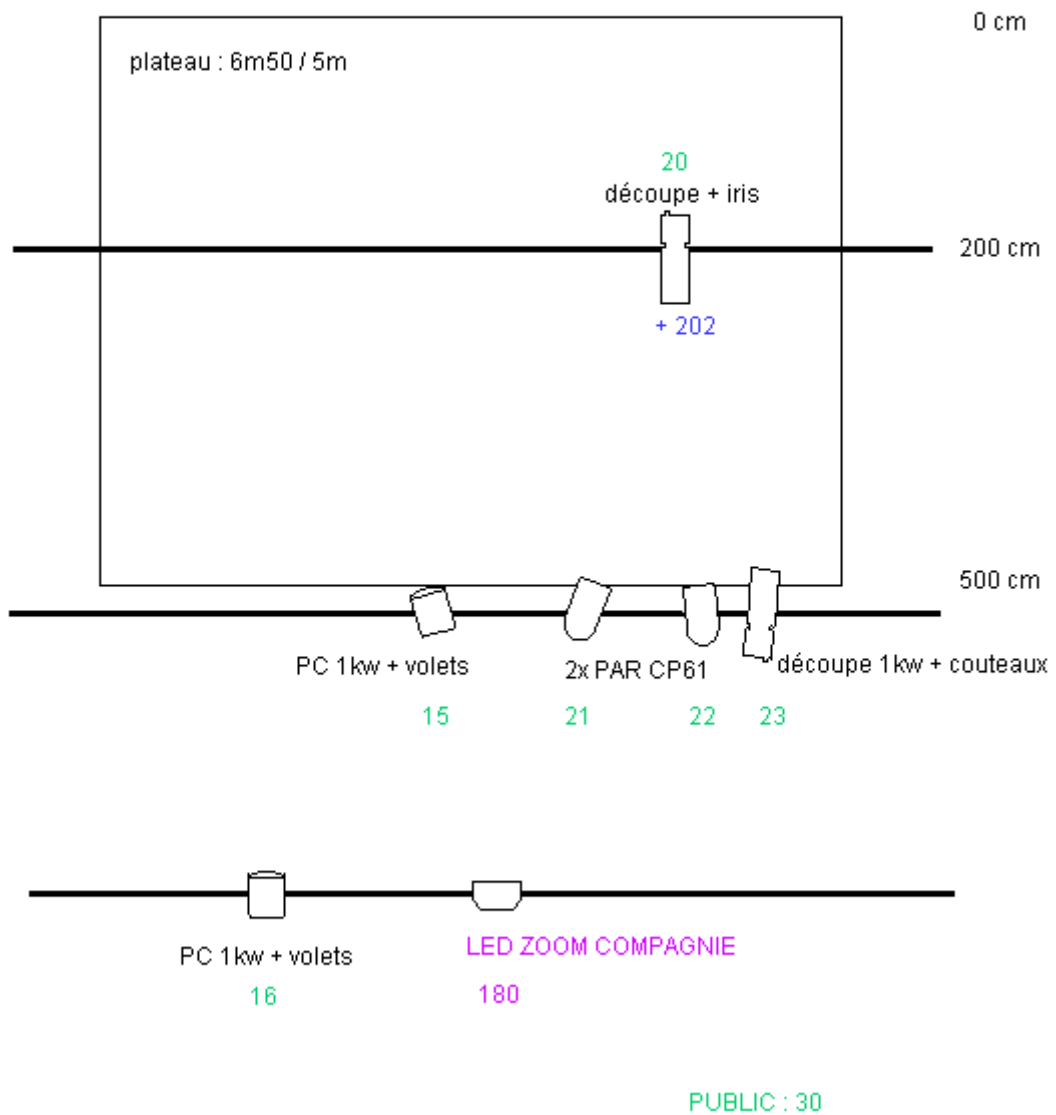 0 cm
plateau : 6m50 / 5m
20
découpe + iris
200 cm
+ 202
500 cm
PC 1kw + volets
2x PAR CP61
découpe 1kw + couteaux
15
21
22
23
PC 1kw + volets
LED ZOOM COMPAGNIE
16
180
PUBLIC : 30